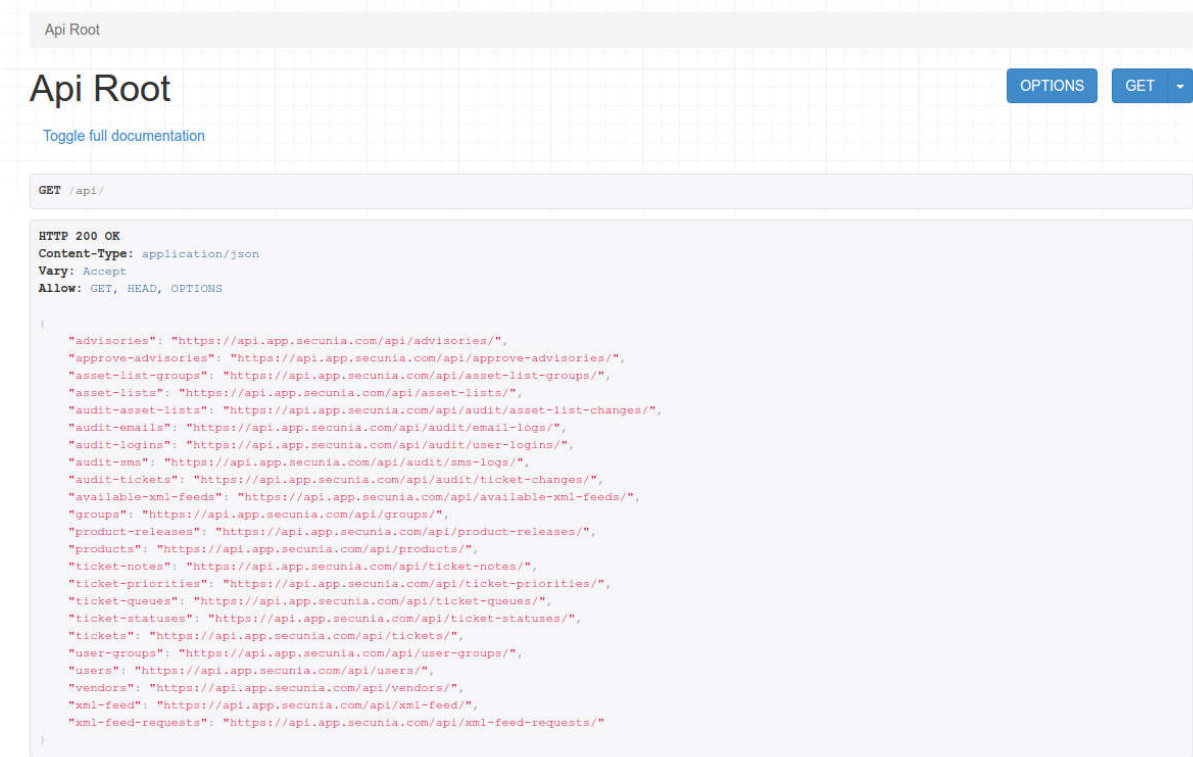 Api Root
Api Root
OPTIONS
GET
Toggle full documentation
GET /api/
HTTP 200 OK
Content-Type: application/json
Vary: Accept
Allow: GET, HEAD, OPTIONS
{
"advisories": "https://api.app.secunia.com/api/advisories/",
"approve-advisories": "https://api.app.secunia.com/api/approve-advisories/",
"asset-list-groups": "https://api.app.secunia.com/api/asset-list-groups/",
"asset-lists": "https://api.app.secunia.com/api/asset-lists/",
"audit-asset-lists": "https://api.app.secunia.com/api/audit/asset-list-changes/",
"audit-emails": "https://api.app.secunia.com/api/audit/email-logs/",
"audit-logins": "https://api.app.secunia.com/api/audit/user-logins/",
"audit-sms": "https://api.app.secunia.com/api/audit/sms-logs/",
"audit-tickets": "https://api.app.secunia.com/api/audit/ticket-changes/",
"available-xml-feeds": "https://api.app.secunia.com/api/available-xml-feeds/",
"groups": "https://api.app.secunia.com/api/groups/",
"product-releases": "https://api.app.secunia.com/api/product-releases/",
"products": "https://api.app.secunia.com/api/products/",
"ticket-notes": "https://api.app.secunia.com/api/ticket-notes/",
"ticket-priorities": "https://api.app.secunia.com/api/ticket-priorities/",
"ticket-queues": "https://api.app.secunia.com/api/ticket-queues/",
"ticket-statuses": "https://api.app.secunia.com/api/ticket-statuses/",
"tickets": "https://api.app.secunia.com/api/tickets/",
"user-groups": "https://api.app.secunia.com/api/user-groups/",
"users": "https://api.app.secunia.com/api/users/",
"vendors": "https://api.app.secunia.com/api/vendors/",
"xml-feed": "https://api.app.secunia.com/api/xml-feed/",
"xml-feed-requests": "https://api.app.secunia.com/api/xml-feed-requests/"
}